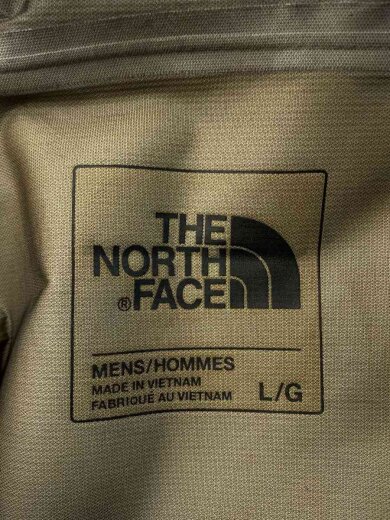 THE
NORTH
® FACE
MENS/HOMMES
MADE IN VIETNAM
FABRIQUÉ AU VIETNAM
L/G